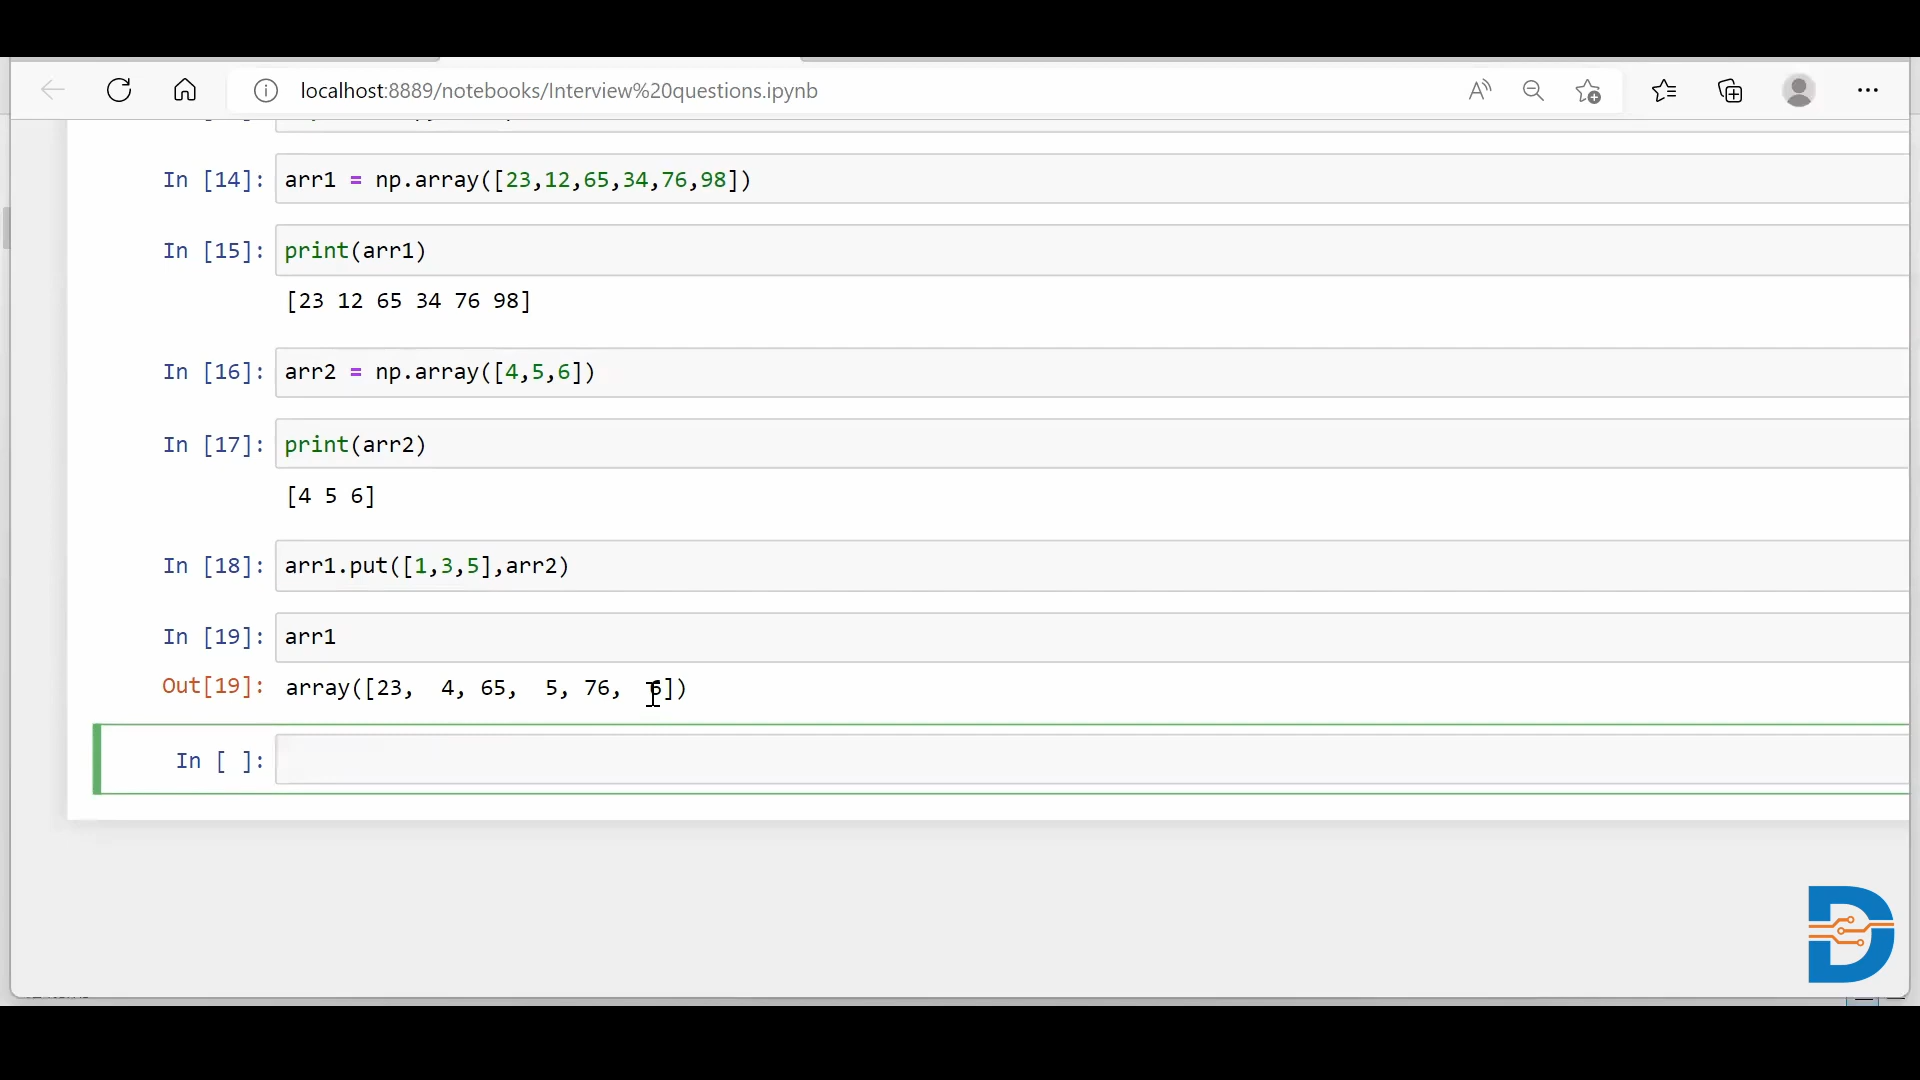 localhost:8889/notebooks/Interview%20questions.ipynb
In [14]: arr1 = np.array([23,12,65,34,76,98])
In [15]: print(arr1)
[23 12 65 34 76 98]
In [16]: arr2 = np.array([4,5,6])
In [17]: print(arr2)
[4 5 6]
In [18]: arr1.put([1,3,5],arr2)
In [19]: arr1
Out[19]: array([23,  4, 65,  5, 76,  6])
In [ ]: